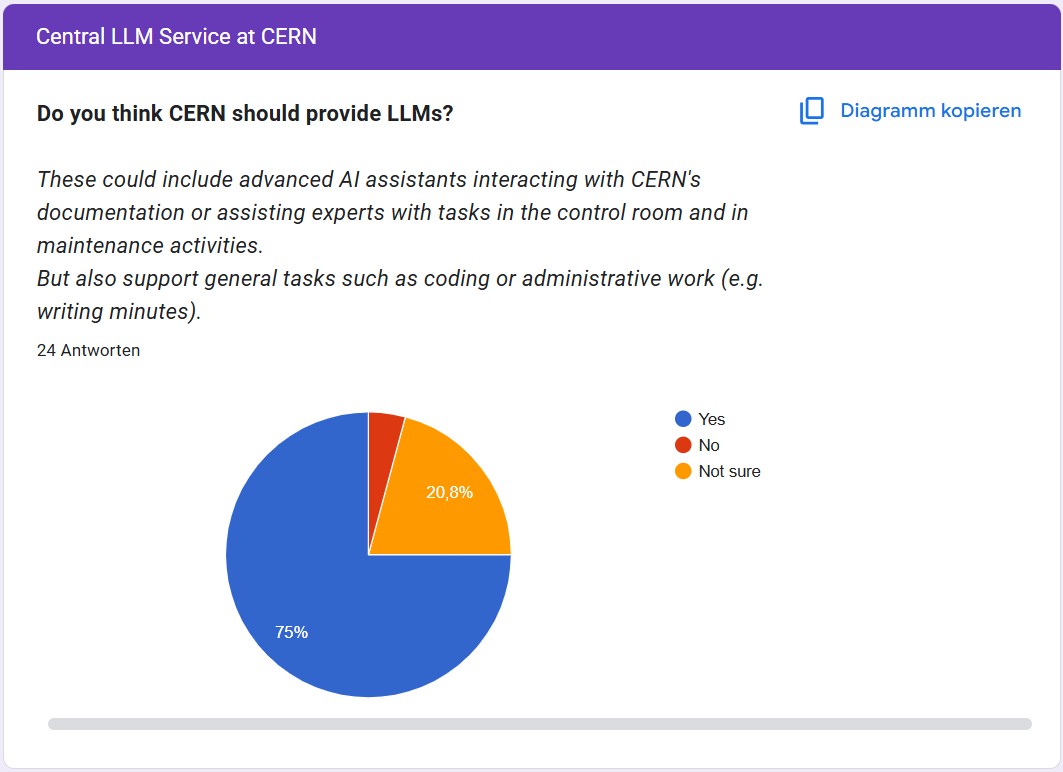 Central LLM Service at CERN
Do you think CERN should provide LLMs?
Diagramm kopieren
These could include advanced AI assistants interacting with CERN's
documentation or assisting experts with tasks in the control room and in
maintenance activities.
But also support general tasks such as coding or administrative work (e.g.
writing minutes).
24 Antworten
Yes
No
Not sure
20,8%
75%